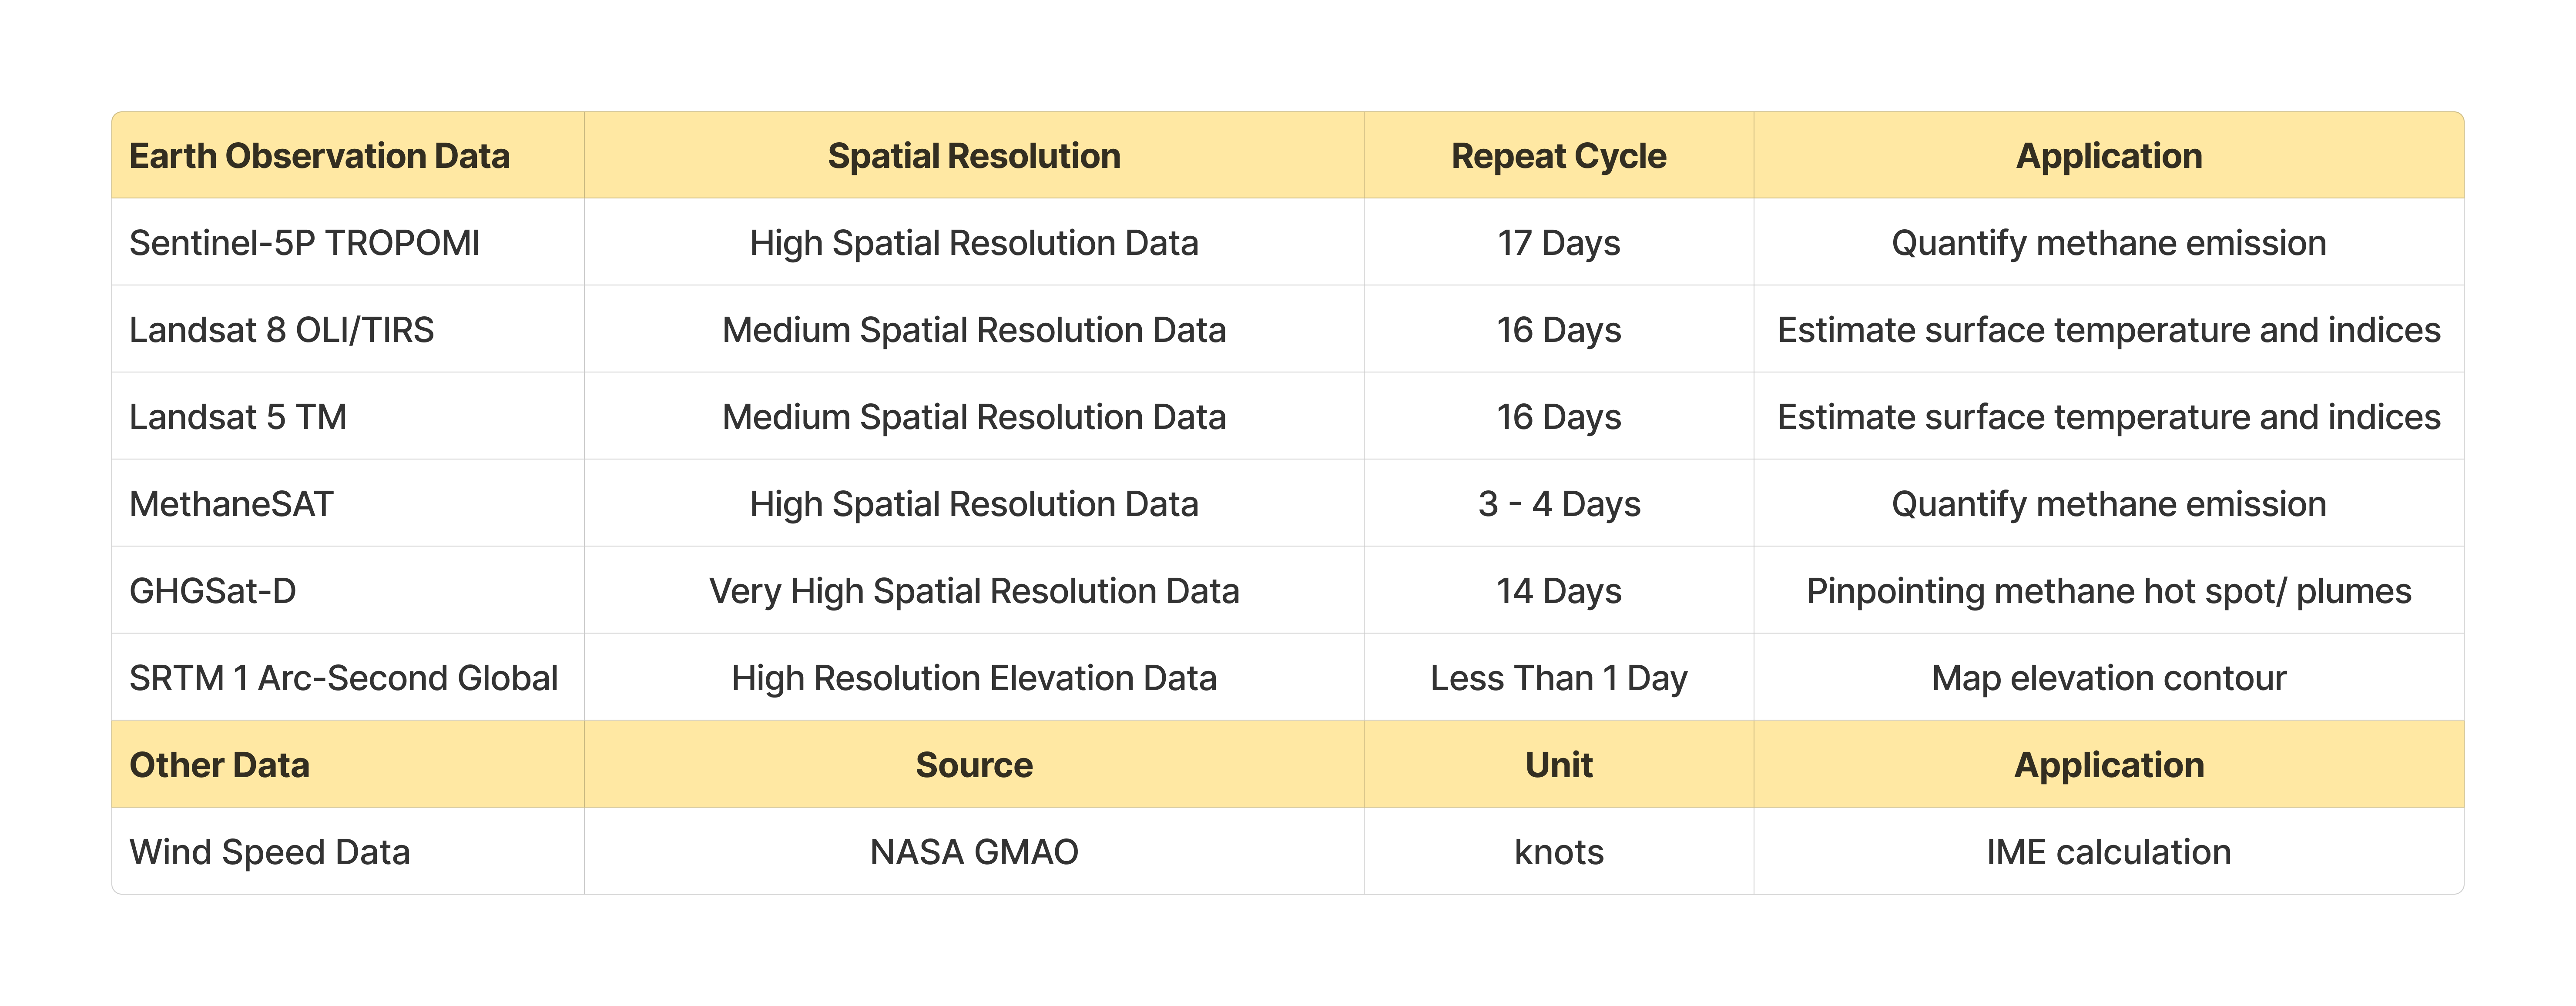 Earth Observation Data Spatial Resolution Repeat Cycle Application
Sentinel-5P TROPOMI High Spatial Resolution Data 17 Days Quantify methane emission
Landsat 8 OLI/TIRS Medium Spatial Resolution Data 16 Days Estimate surface temperature and indices
Landsat 5 TM Medium Spatial Resolution Data 16 Days Estimate surface temperature and indices
MethaneSAT High Spatial Resolution Data 3 - 4 Days Quantify methane emission
GHGSat-D Very High Spatial Resolution Data 14 Days Pinpointing methane hot spot/ plumes
SRTM 1 Arc-Second Global High Resolution Elevation Data Less Than 1 Day Map elevation contour
Other Data Source Unit Application
Wind Speed Data NASA GMAO knots IME calculation